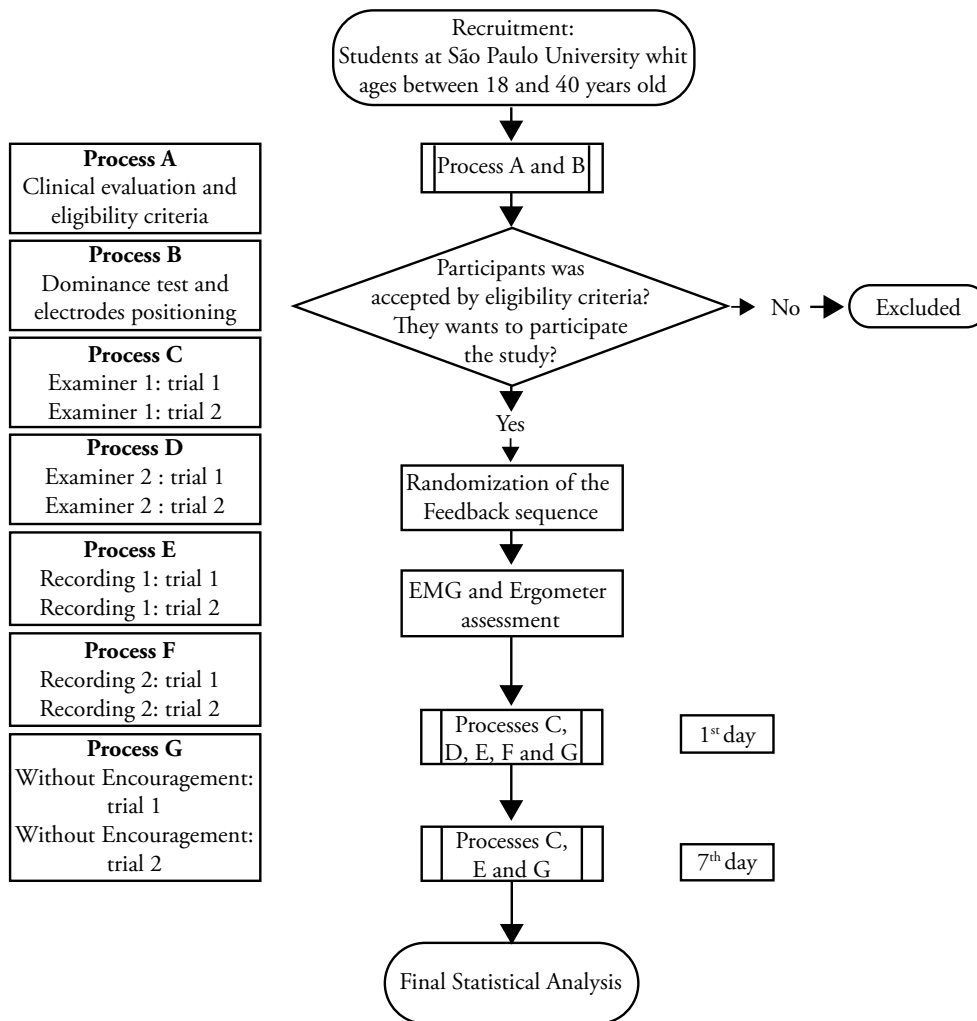 Recruitment:
Students at São Paulo University whit
ages between 18 and 40 years old
Process A and B
Participants was
accepted by eligibility criteria?
They wants to participate
the study?
No
Excluded
Yes
Randomization of the
Feedback sequence
EMG and Ergometer
assessment
Processes C,
D, E, F and G
1st day
Processes C,
E and G
7th day
Final Statistical Analysis
Process A
Clinical evaluation and
eligibility criteria
Process B
Dominance test and
electrodes positioning
Process C
Examiner 1: trial 1
Examiner 1: trial 2
Process D
Examiner 2 : trial 1
Examiner 2 : trial 2
Process E
Recording 1: trial 1
Recording 1: trial 2
Process F
Recording 2: trial 1
Recording 2: trial 2
Process G
Without Encouragement:
trial 1
Without Encouragement:
trial 2